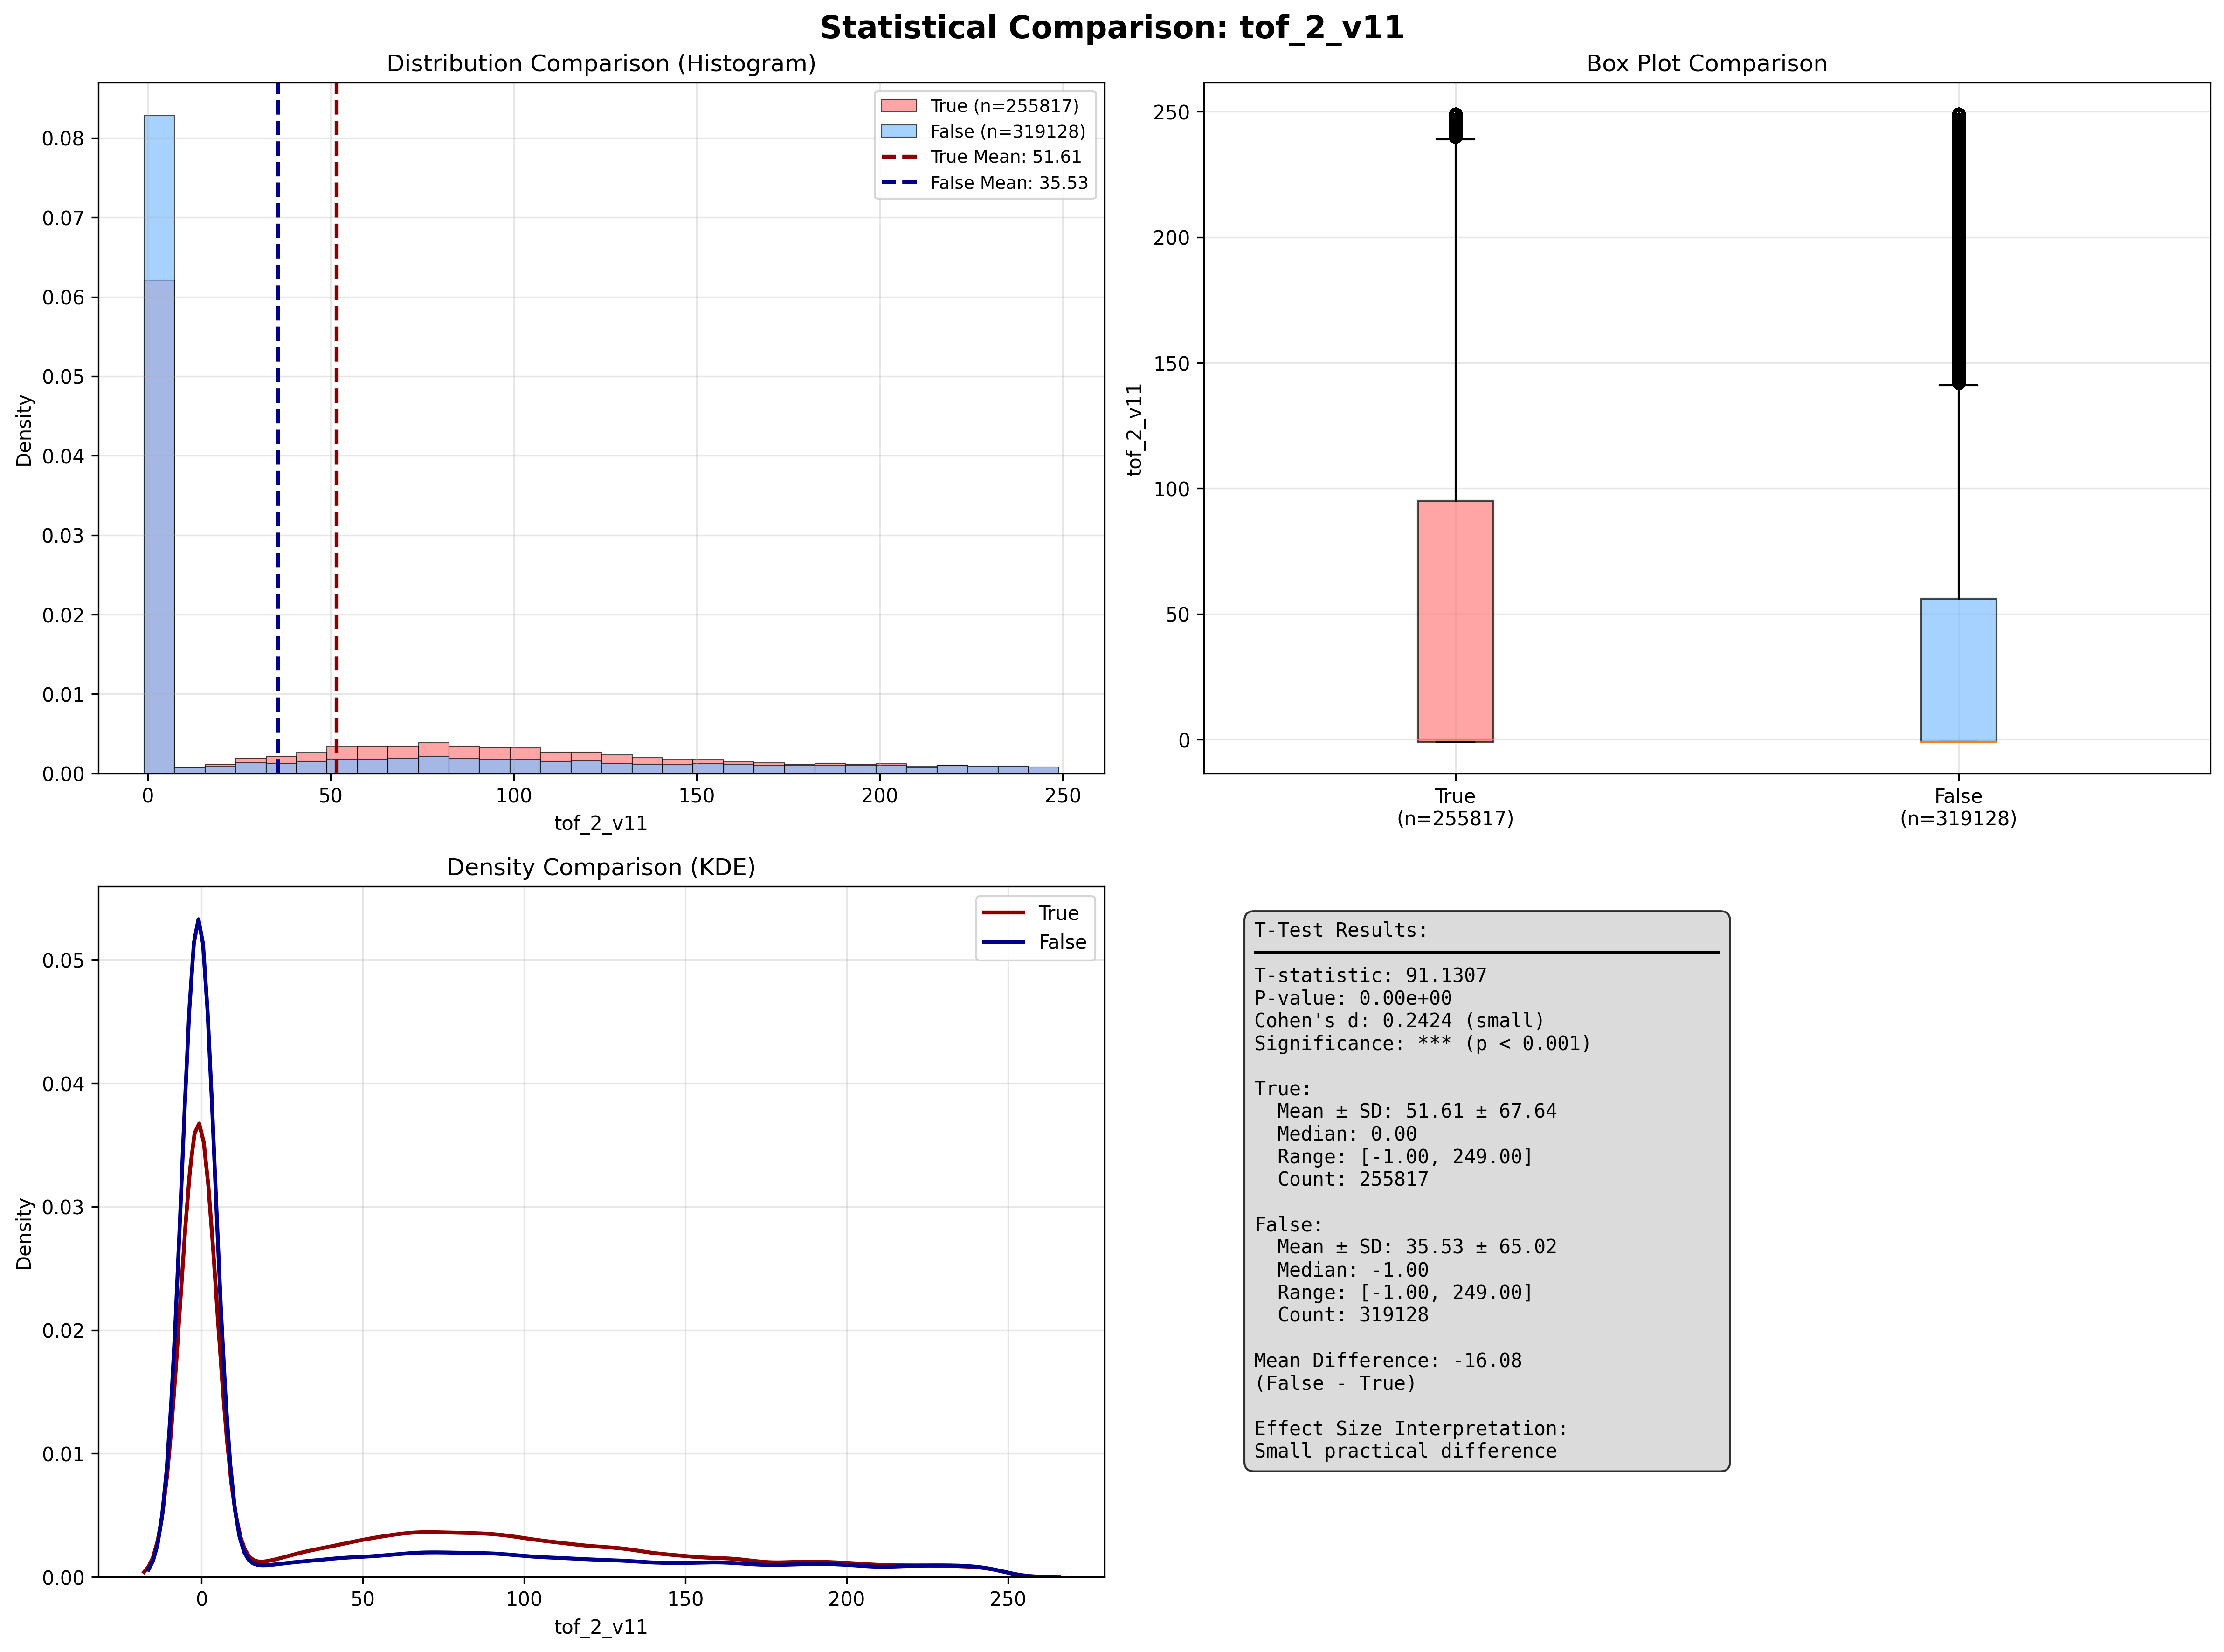 Statistical Comparison: tof_2_v11
Distribution Comparison (Histogram)
Density
0.08
0.07
0.06
0.05
0.04
0.03
0.02
0.01
0.00
0
50
100
150
200
250
tof_2_v11
True (n=255817)
False (n=319128)
True Mean: 51.61
False Mean: 35.53
Box Plot Comparison
tof_2_v11
250
200
150
100
50
0
True
(n=255817)
False
(n=319128)
Density Comparison (KDE)
Density
0.05
0.04
0.03
0.02
0.01
0.00
0
50
100
150
200
250
tof_2_v11
True
False
T-Test Results:
T-statistic: 91.1307
P-value: 0.00e+00
Cohen's d: 0.2424 (small)
Significance: *** (p < 0.001)
True:
Mean ± SD: 51.61 ± 67.64
Median: 0.00
Range: [-1.00, 249.00]
Count: 255817
False:
Mean ± SD: 35.53 ± 65.02
Median: -1.00
Range: [-1.00, 249.00]
Count: 319128
Mean Difference: -16.08
(False - True)
Effect Size Interpretation:
Small practical difference